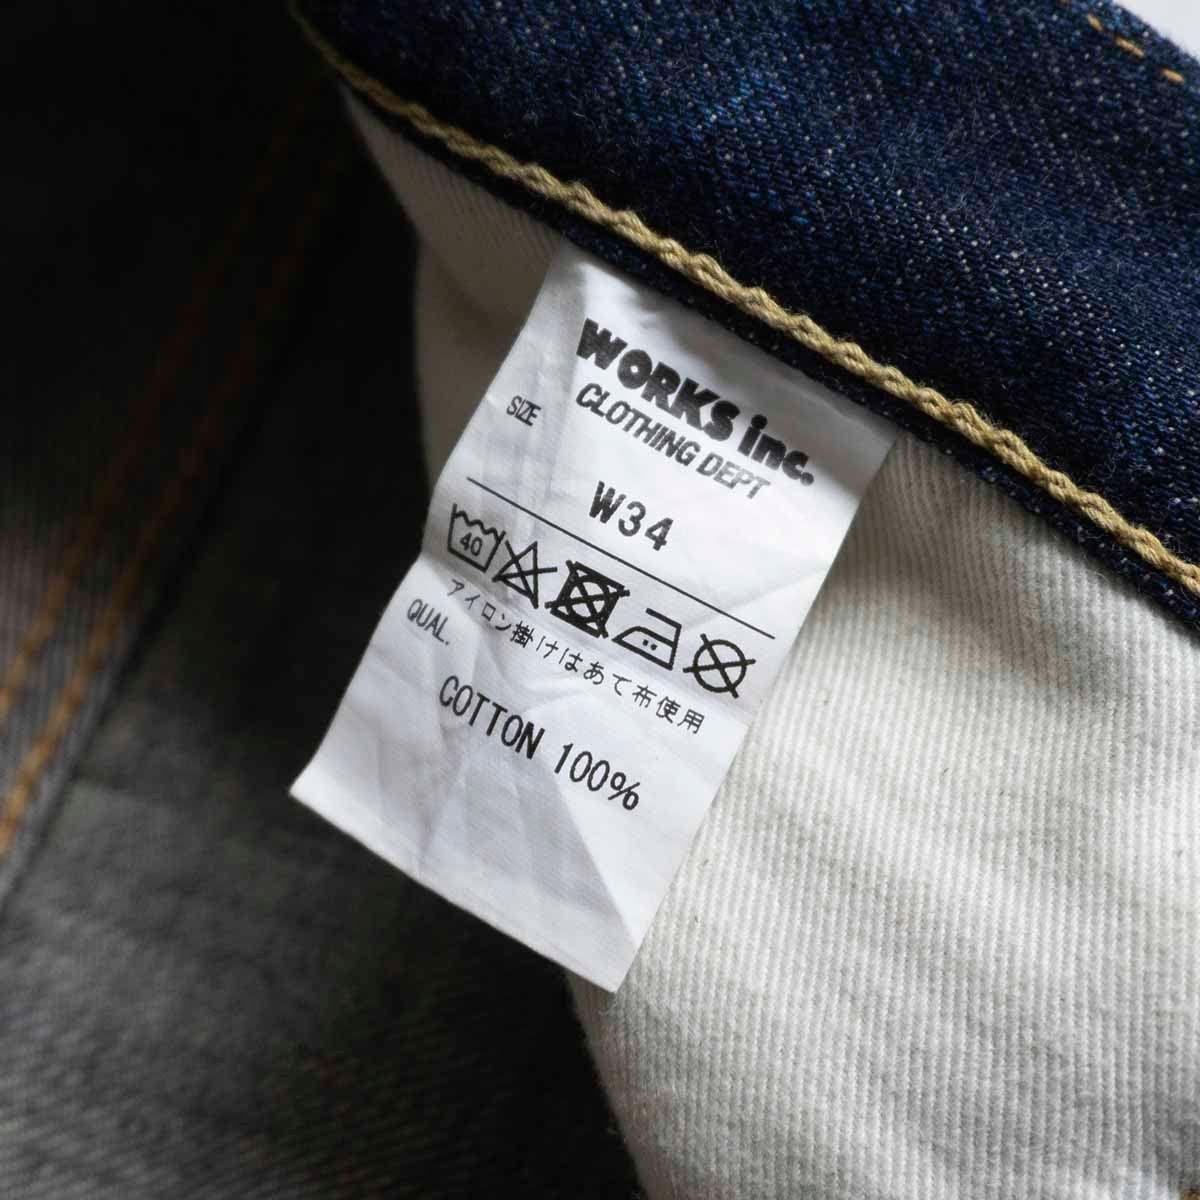 WORKS inc.
CLOTHING DEPT
SIZE
W34
40
アイロン掛けはあて布使用
QUAL.
COTTON 100%